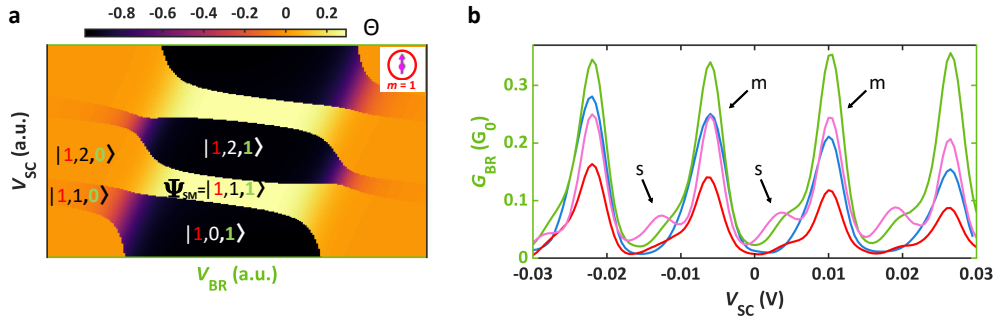 a
-0.8 -0.6 -0.4 -0.2 0 0.2 Θ
m = 1
|1,2,0⟩
|1,2,1⟩
|1,1,0⟩
Ψ_SM=|1,1,1⟩
|1,0,1⟩
V_SC (a.u.)
V_BR (a.u.)
b
0.3
0.2
0.1
0
G_BR (G_0)
m m
s s
-0.03 -0.02 -0.01 0 0.01 0.02 0.03
V_SC (V)